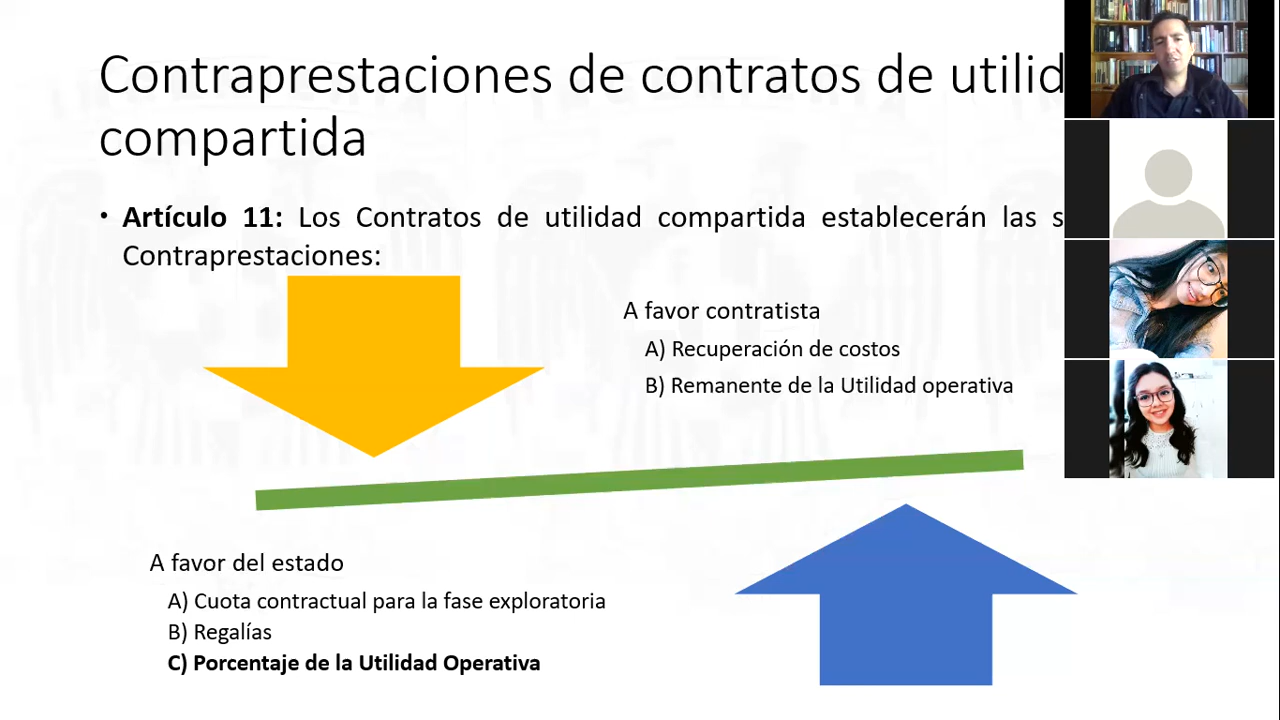 Contraprestaciones de contratos de utilid
compartida
• Artículo 11: Los Contratos de utilidad compartida establecerán las s
Contraprestaciones:
A favor contratista
A) Recuperación de costos
B) Remanente de la Utilidad operativa
A favor del estado
A) Cuota contractual para la fase exploratoria
B) Regalías
C) Porcentaje de la Utilidad Operativa